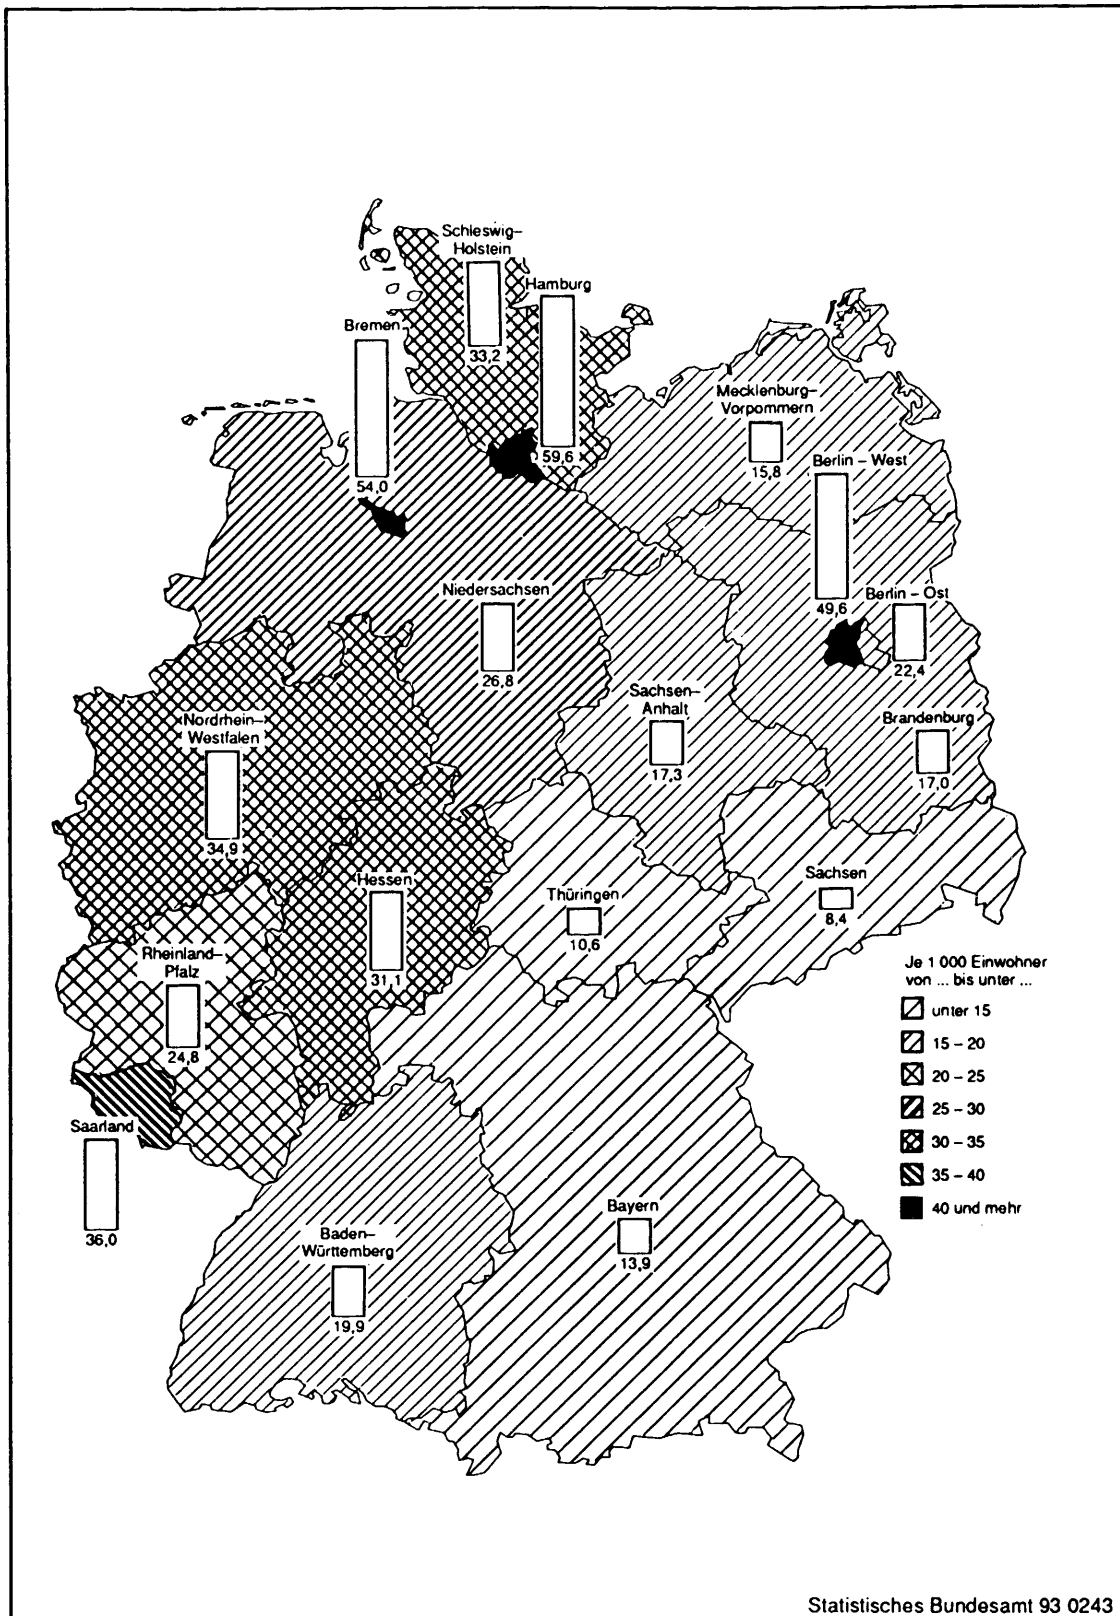 Schleswig–
Holstein
33,2
Hamburg
59,6
Bremen
54,0
Mecklenburg–
Vorpommern
15,8
Berlin – West
49,6
Berlin – Ost
22,4
Niedersachsen
26,8
Sachsen–
Anhalt
17,3
Brandenburg
17,0
Nordrhein–
Westfalen
34,9
Hessen
31,1
Thüringen
10,6
Sachsen
8,4
Rheinland–
Pfalz
24,8
Saarland
36,0
Baden–
Württemberg
19,9
Bayern
13,9
Je 1 000 Einwohner
von ... bis unter ...
unter 15
15 – 20
20 – 25
25 – 30
30 – 35
35 – 40
40 und mehr
Statistisches Bundesamt 93 0243